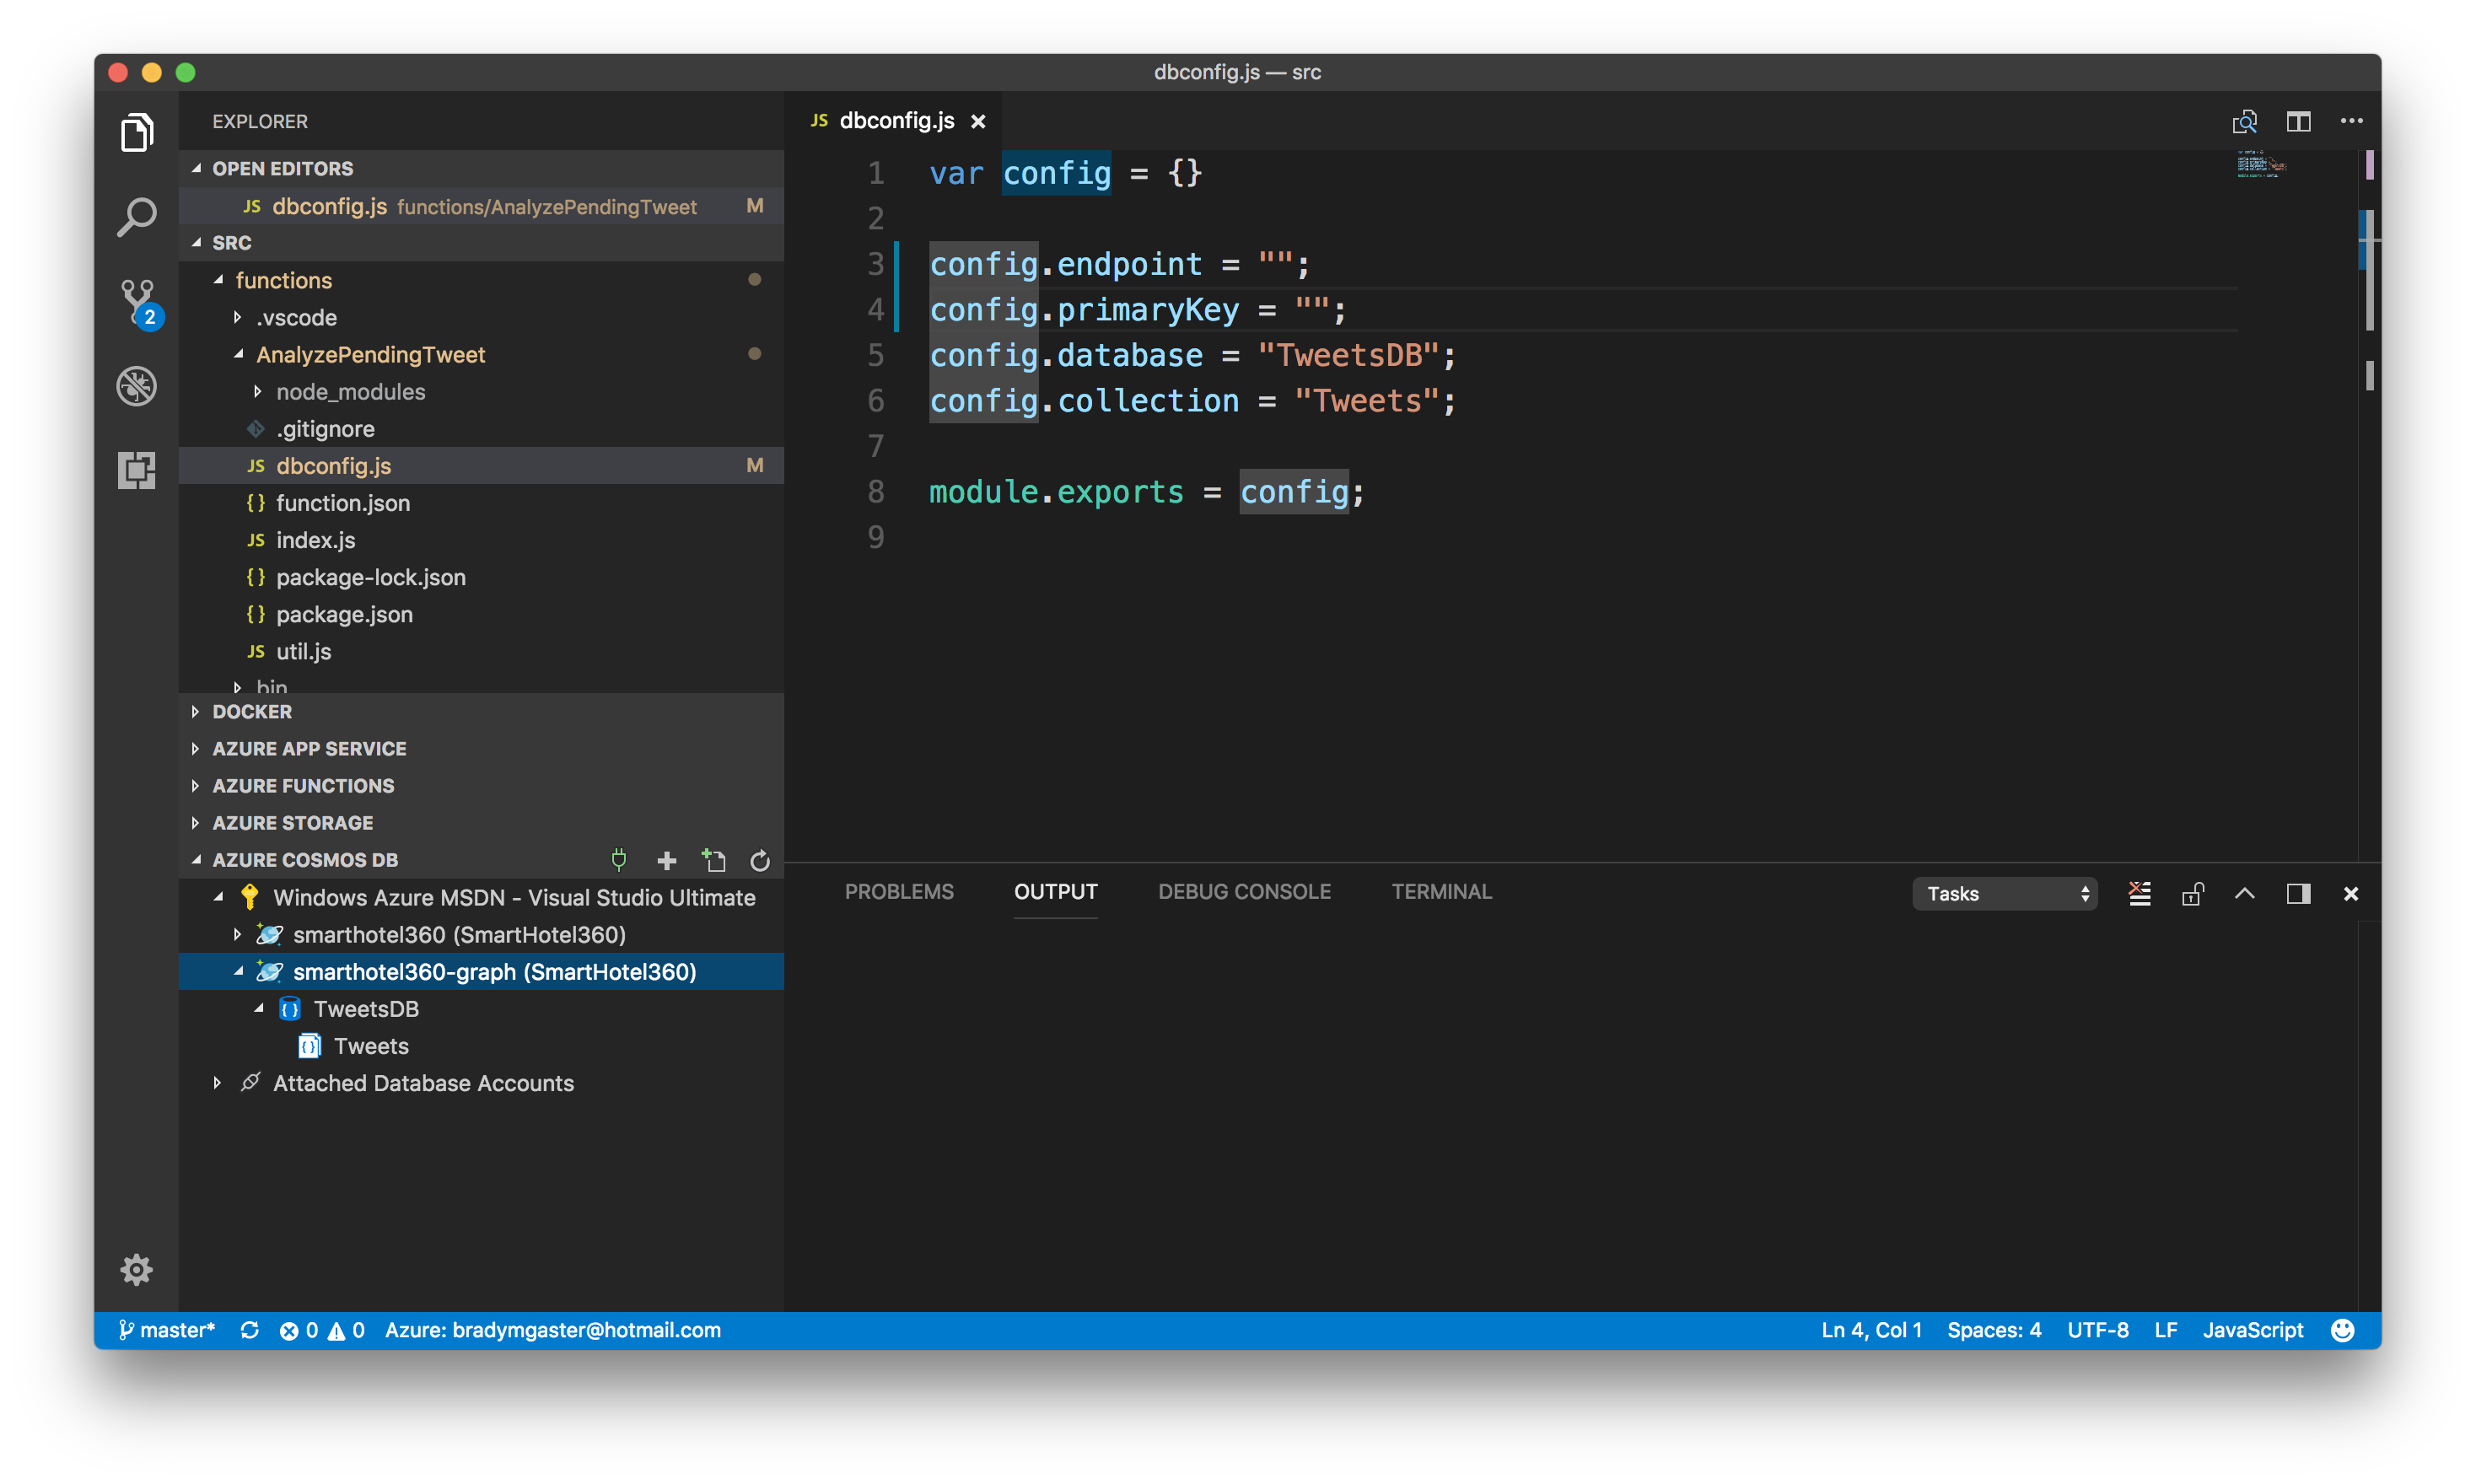 dbconfig.js — src
EXPLORER
OPEN EDITORS
JS dbconfig.js functions/AnalyzePendingTweet M
SRC
functions
.vscode
AnalyzePendingTweet
node_modules
.gitignore
JS dbconfig.js M
{} function.json
JS index.js
{} package-lock.json
{} package.json
JS util.js
bin
DOCKER
AZURE APP SERVICE
AZURE FUNCTIONS
AZURE STORAGE
AZURE COSMOS DB
Windows Azure MSDN - Visual Studio Ultimate
smarthotel360 (SmartHotel360)
smarthotel360-graph (SmartHotel360)
TweetsDB
Tweets
Attached Database Accounts
2
JS dbconfig.js
1 var config = {}
2
3 config.endpoint = "";
4 config.primaryKey = "";
5 config.database = "TweetsDB";
6 config.collection = "Tweets";
7
8 module.exports = config;
9
PROBLEMS OUTPUT DEBUG CONSOLE TERMINAL Tasks
master* 0 0 Azure: bradymgaster@hotmail.com Ln 4, Col 1 Spaces: 4 UTF-8 LF JavaScript